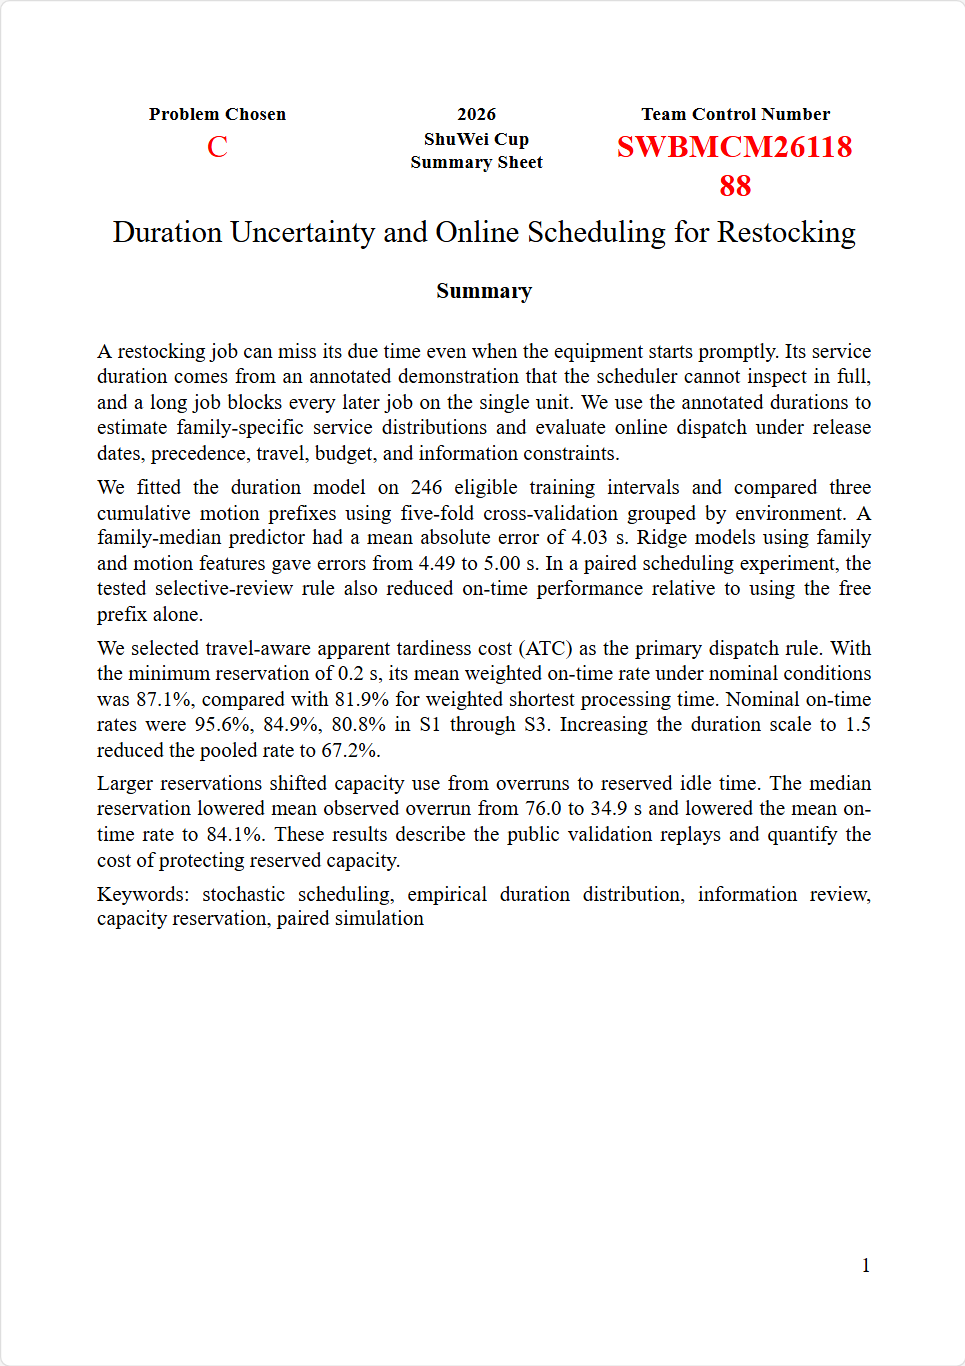 Problem Chosen
C
2026
ShuWei Cup
Summary Sheet
Team Control Number
SWBMCM26118
88
Duration Uncertainty and Online Scheduling for Restocking
Summary
A restocking job can miss its due time even when the equipment starts promptly. Its service
duration comes from an annotated demonstration that the scheduler cannot inspect in full,
and a long job blocks every later job on the single unit. We use the annotated durations to
estimate family-specific service distributions and evaluate online dispatch under release
dates, precedence, travel, budget, and information constraints.
We fitted the duration model on 246 eligible training intervals and compared three
cumulative motion prefixes using five-fold cross-validation grouped by environment. A
family-median predictor had a mean absolute error of 4.03 s. Ridge models using family
and motion features gave errors from 4.49 to 5.00 s. In a paired scheduling experiment, the
tested selective-review rule also reduced on-time performance relative to using the free
prefix alone.
We selected travel-aware apparent tardiness cost (ATC) as the primary dispatch rule. With
the minimum reservation of 0.2 s, its mean weighted on-time rate under nominal conditions
was 87.1%, compared with 81.9% for weighted shortest processing time. Nominal on-time
rates were 95.6%, 84.9%, 80.8% in S1 through S3. Increasing the duration scale to 1.5
reduced the pooled rate to 67.2%.
Larger reservations shifted capacity use from overruns to reserved idle time. The median
reservation lowered mean observed overrun from 76.0 to 34.9 s and lowered the mean on-
time rate to 84.1%. These results describe the public validation replays and quantify the
cost of protecting reserved capacity.
Keywords: stochastic scheduling, empirical duration distribution, information review,
capacity reservation, paired simulation
1